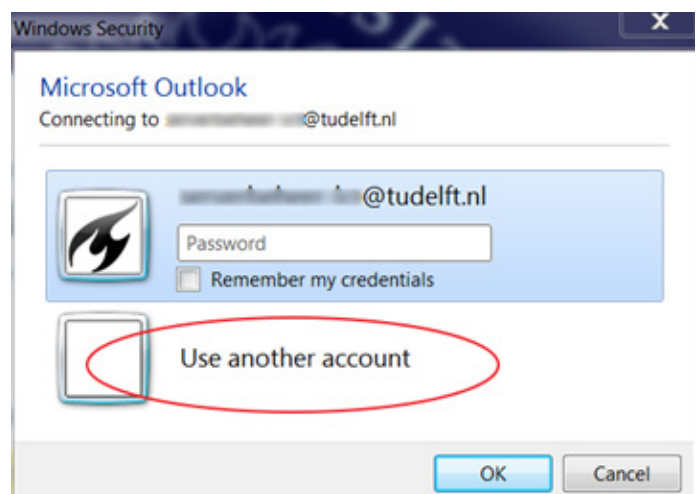 Windows Security
X
Microsoft Outlook
Connecting to @tudelft.nl
@tudelft.nl
Password
Remember my credentials
Use another account
OK Cancel